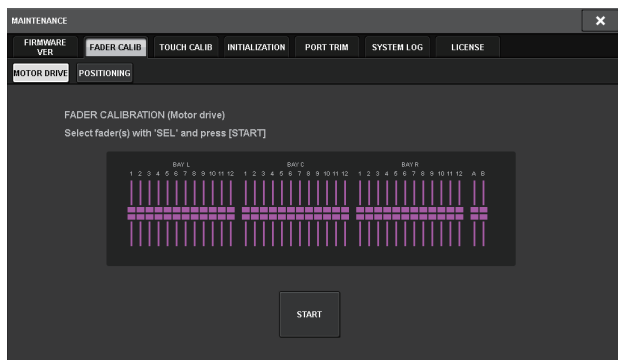 MAINTENANCE
FIRMWARE VER
FADER CALIB
TOUCH CALIB
INITIALIZATION
PORT TRIM
SYSTEM LOG
LICENSE
MOTOR DRIVE
POSITIONING
FADER CALIBRATION (Motor drive)
Select fader(s) with 'SEL' and press [START]
BAY L BAY C BAY R
1 2 3 4 5 6 7 8 9 10 11 12 1 2 3 4 5 6 7 8 9 10 11 12 1 2 3 4 5 6 7 8 9 10 11 12 A B
START